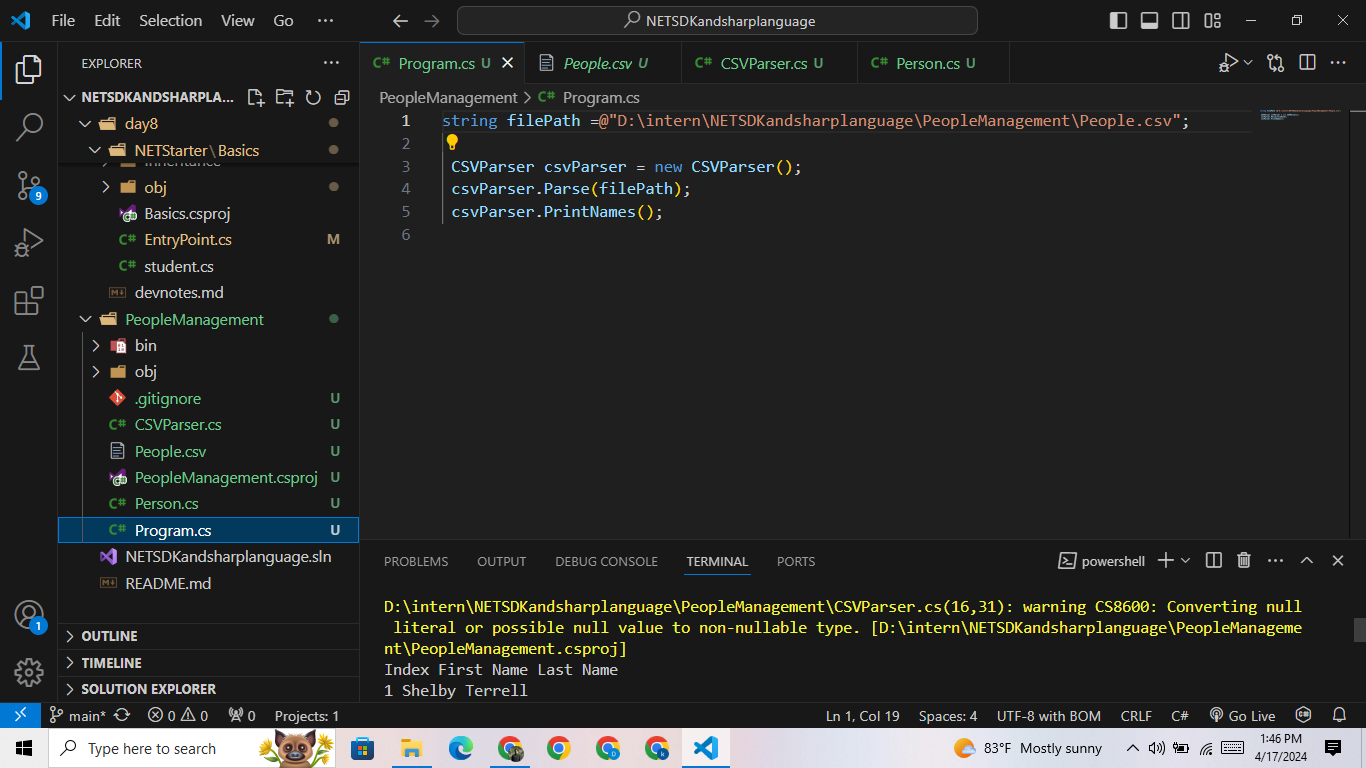 File Edit Selection View Go ··· NETSDKandsharplanguage
EXPLORER ···
Program.cs U
People.csv U
CSVParser.cs U
Person.cs U
NETSDKANDSHARPLA...
PeopleManagement > C# Program.cs
day8
NETStarter\Basics
inheritance
obj
Basics.csproj
C# EntryPoint.cs M
C# student.cs
devnotes.md
PeopleManagement
bin
obj
.gitignore U
C# CSVParser.cs U
People.csv U
PeopleManagement.csproj U
C# Person.cs U
C# Program.cs U
NETSDKandsharplanguage.sln
README.md
OUTLINE
TIMELINE
SOLUTION EXPLORER
9
1
1 string filePath =@"D:\intern\NETSDKandsharplanguage\PeopleManagement\People.csv";
2
3 CSVParser csvParser = new CSVParser();
4 csvParser.Parse(filePath);
5 csvParser.PrintNames();
6
PROBLEMS OUTPUT DEBUG CONSOLE TERMINAL PORTS powershell
D:\intern\NETSDKandsharplanguage\PeopleManagement\CSVParser.cs(16,31): warning CS8600: Converting null
literal or possible null value to non-nullable type. [D:\intern\NETSDKandsharplanguage\PeopleManageme
nt\PeopleManagement.csproj]
Index First Name Last Name
1 Shelby Terrell
main* 0 0 0 Projects: 1 Ln 1, Col 19 Spaces: 4 UTF-8 with BOM CRLF C# Go Live
Type here to search 83°F Mostly sunny 1:46 PM
4/17/2024